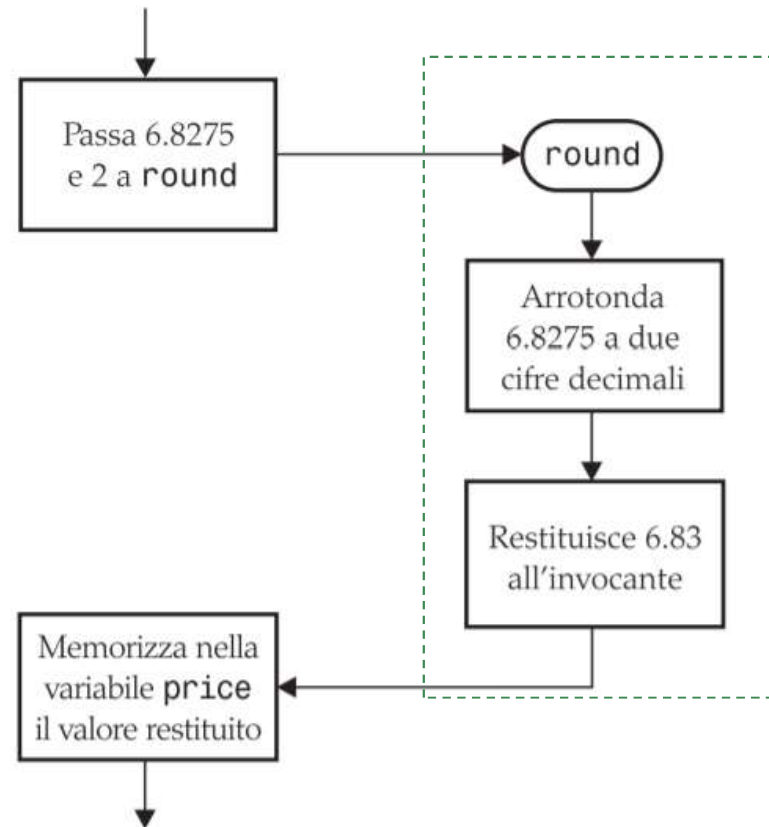 Passa 6.8275
e 2 a round
round
Arrotonda
6.8275 a due
cifre decimali
Restituisce 6.83
all'invocante
Memorizza nella
variabile price
il valore restituito